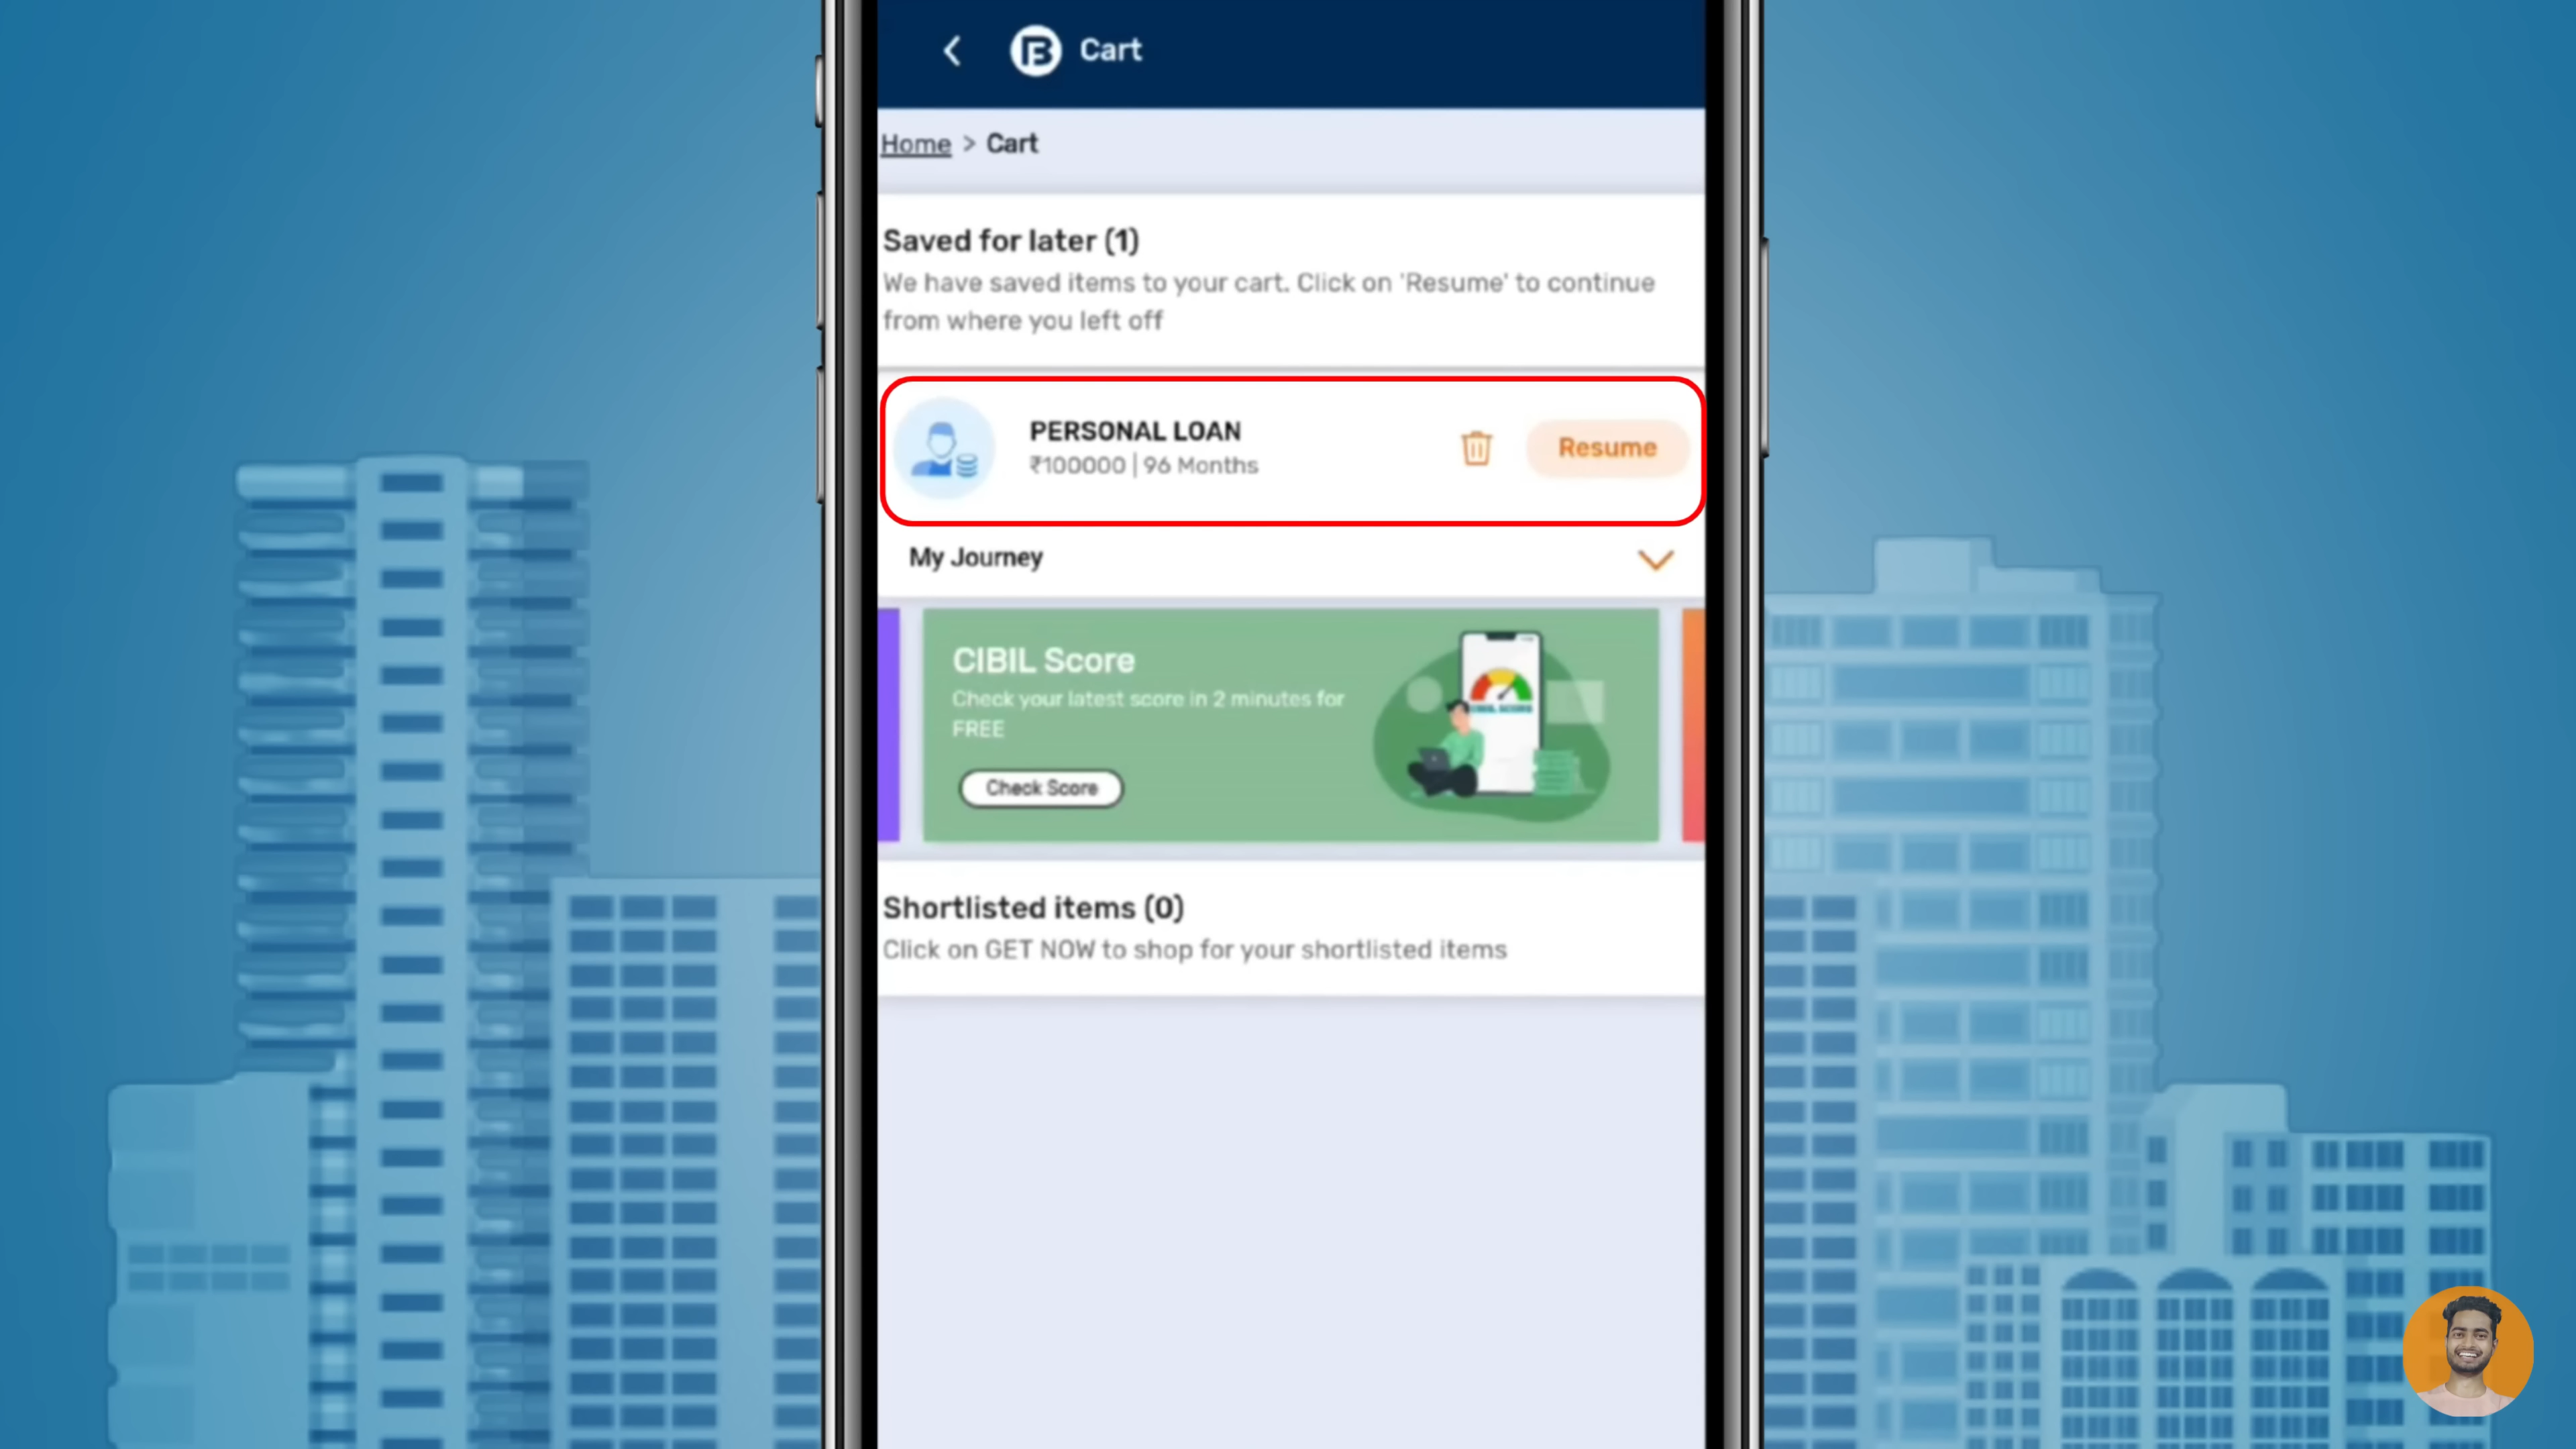 Cart
Home > Cart
Saved for later (1)
We have saved items to your cart. Click on 'Resume' to continue
from where you left off
PERSONAL LOAN
₹100000 | 96 Months
Resume
My Journey
CIBIL Score
Check your latest score in 2 minutes for
FREE
CIBIL SCORE
Check Score
Shortlisted items (0)
Click on GET NOW to shop for your shortlisted items